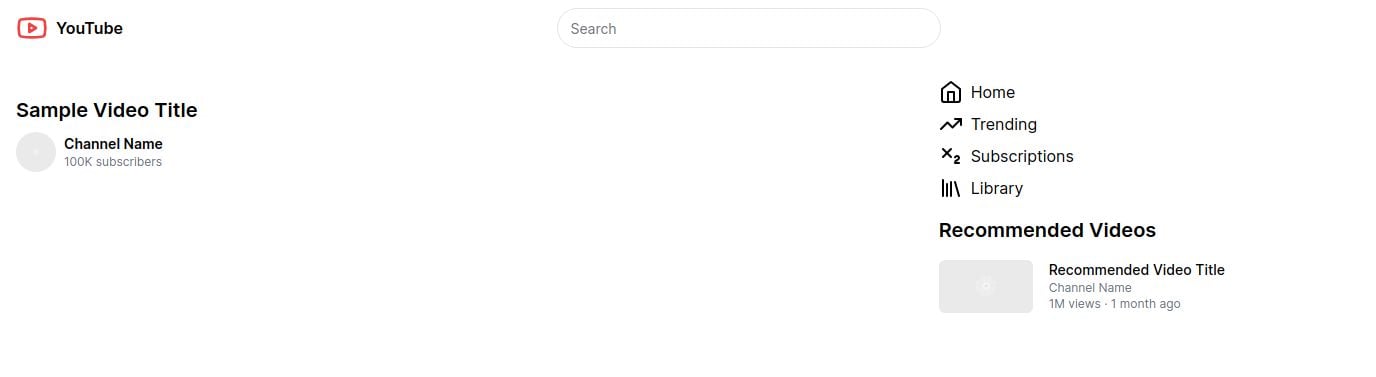 YouTube
Search
Sample Video Title
Channel Name
100K subscribers
Home
Trending
Subscriptions
Library
Recommended Videos
Recommended Video Title
Channel Name
1M views · 1 month ago